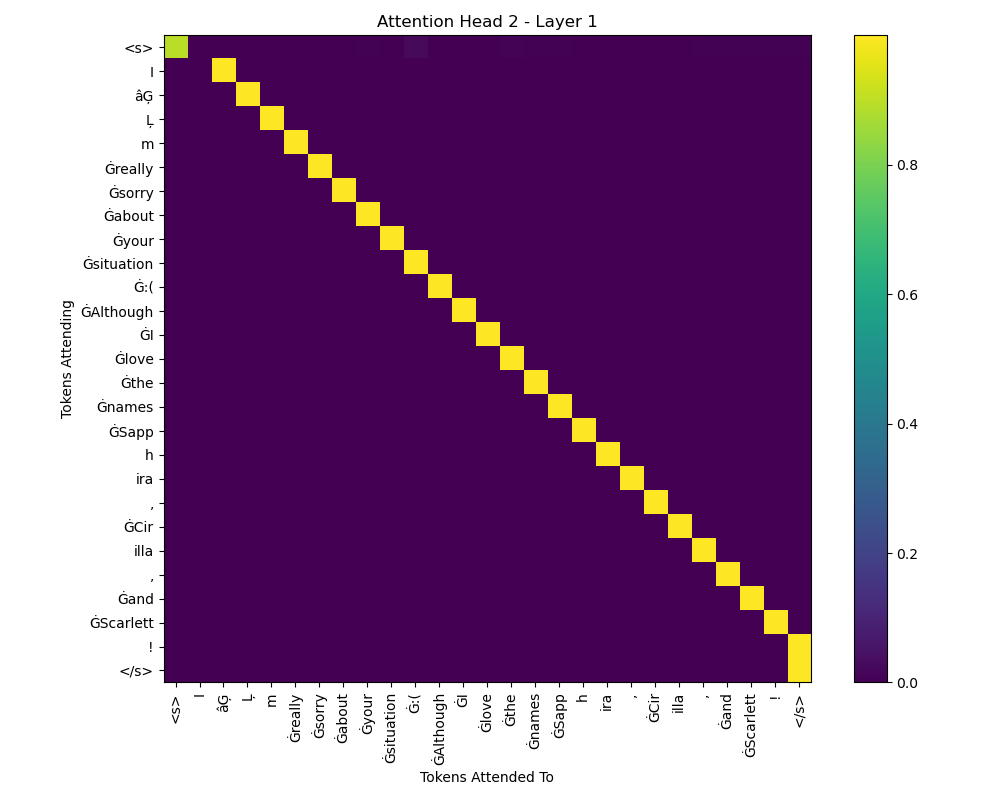 Attention Head 2 - Layer 1
<s>
I
âĢ
Ļ
m
Ġreally
Ġsorry
Ġabout
Ġyour
Ġsituation
Ġ:(
ĠAlthough
ĠI
Ġlove
Ġthe
Ġnames
ĠSapp
h
ira
,
ĠCir
illa
,
Ġand
ĠScarlett
!
</s>
Tokens Attending
<s>
I
âĢ
Ļ
m
Ġreally
Ġsorry
Ġabout
Ġyour
Ġsituation
Ġ:(
ĠAlthough
ĠI
Ġlove
Ġthe
Ġnames
ĠSapp
h
ira
,
ĠCir
illa
,
Ġand
ĠScarlett
!
</s>
Tokens Attended To
0.8
0.6
0.4
0.2
0.0